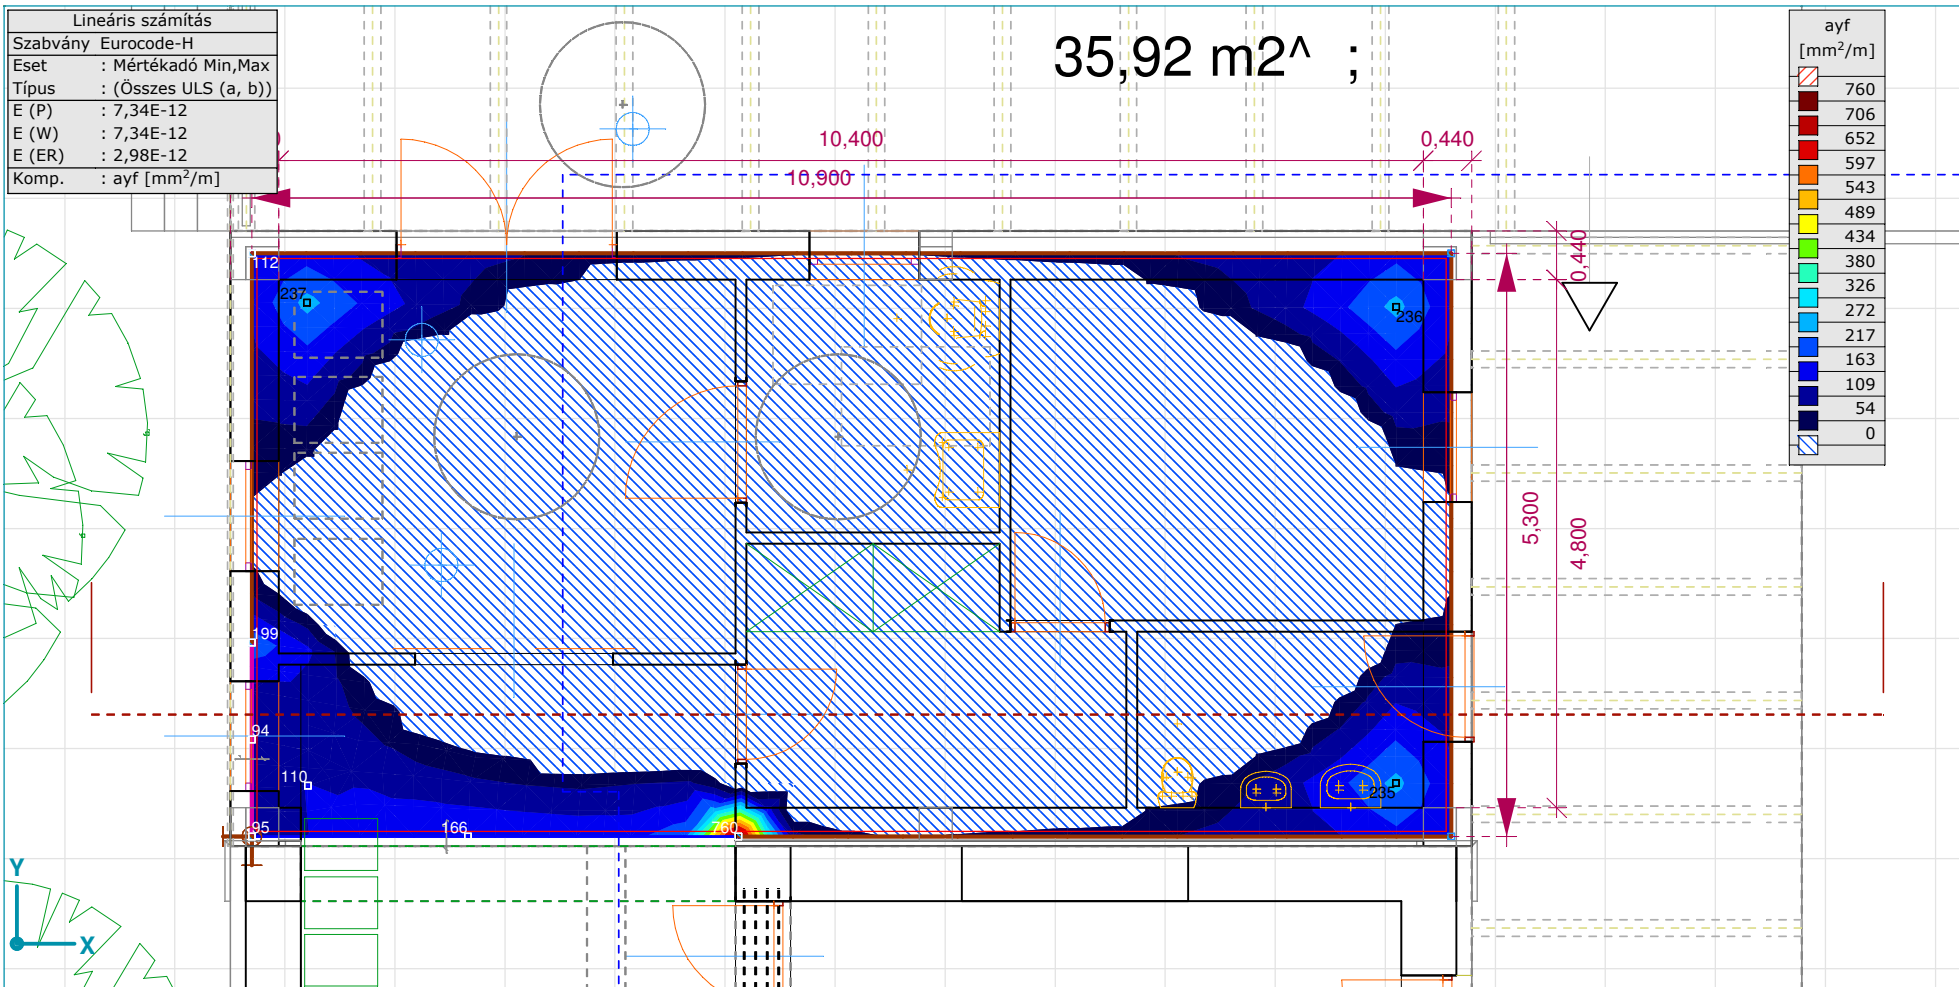 Lineáris számítás
Szabvány Eurocode-H
Eset : Mértékadó Min,Max
Típus : (Összes ULS (a, b))
E (P) : 7,34E-12
E (W) : 7,34E-12
E (ER) : 2,98E-12
Komp. : ayf [mm²/m]
35,92 m2^ ;
ayf
[mm²/m]
760
706
652
597
543
489
434
380
326
272
217
163
109
54
0
10,400
0,440
10,900
0,440
112
237
236
5,300
4,800
199
94
110
235
95
166
760
Y
X